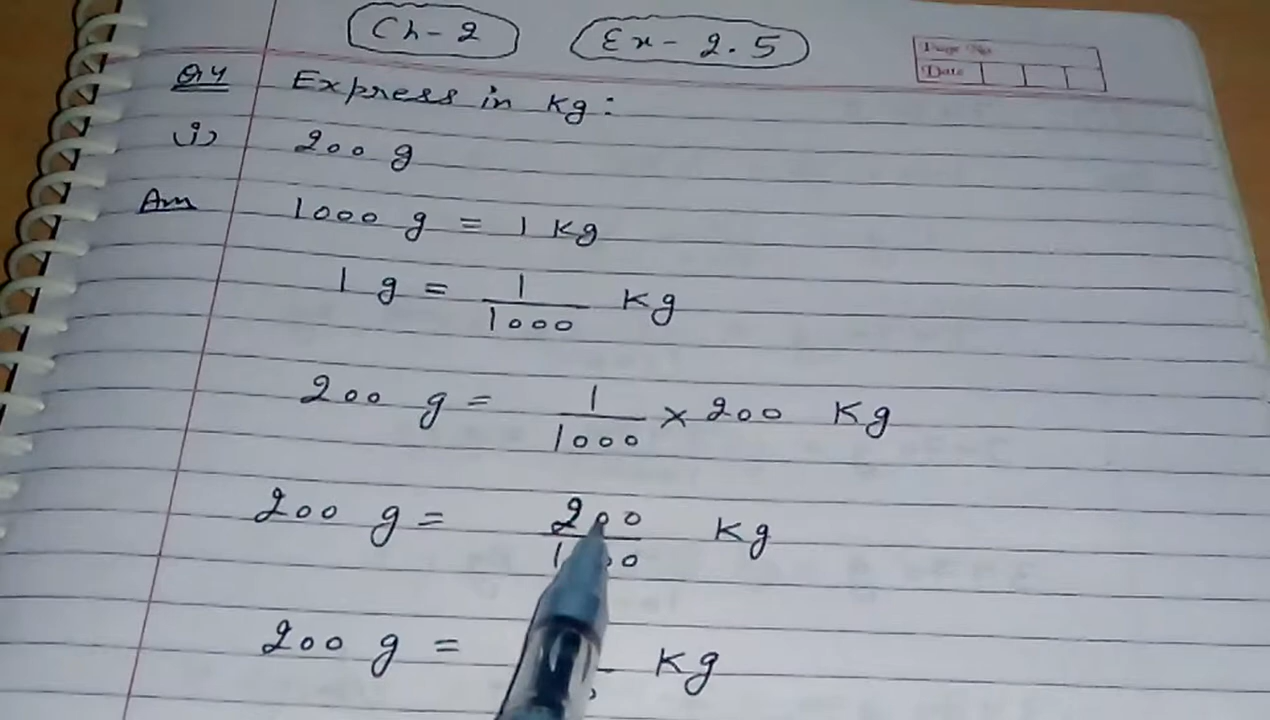 Ch-2 Ex-2.5
Page No.
Date
Q4 Express in Kg:
(i) 200 g
Ans 1000 g = 1 Kg
1 g = 1/1000 Kg
200 g = 1/1000 × 200 Kg
200 g = 200/1000 Kg
200 g = Kg